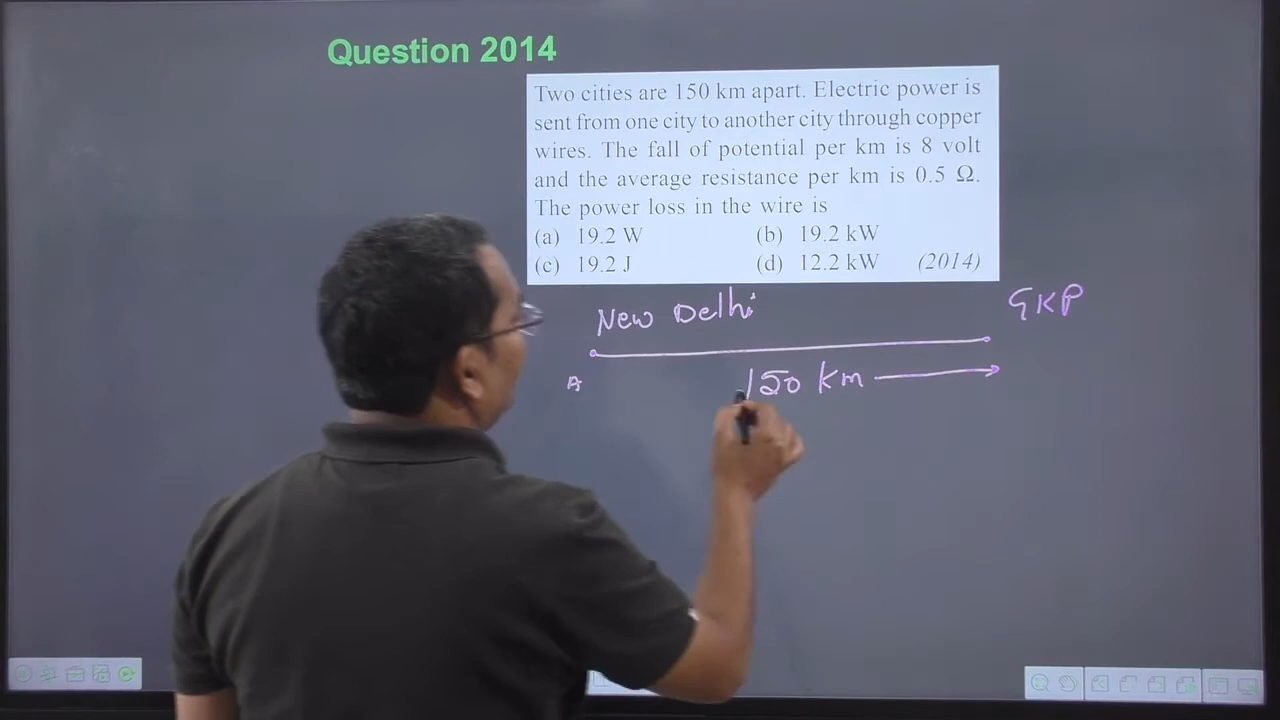 Question 2014
Two cities are 150 km apart. Electric power is
sent from one city to another city through copper
wires. The fall of potential per km is 8 volt
and the average resistance per km is 0.5 Ω.
The power loss in the wire is
(a) 19.2 W (b) 19.2 kW
(c) 19.2 J (d) 12.2 kW (2014)
New Delhi GKP
A 150 km